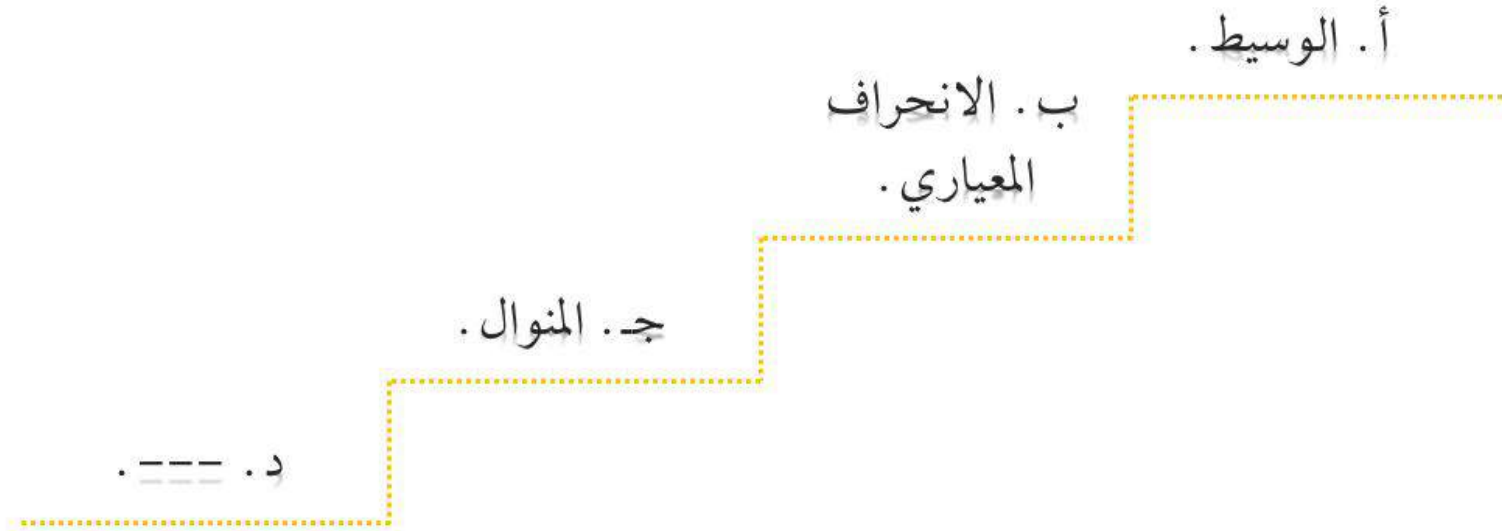 أ. الوسيط.
ب. الانحراف
المعياري.
جـ. المنوال.
د. ---.